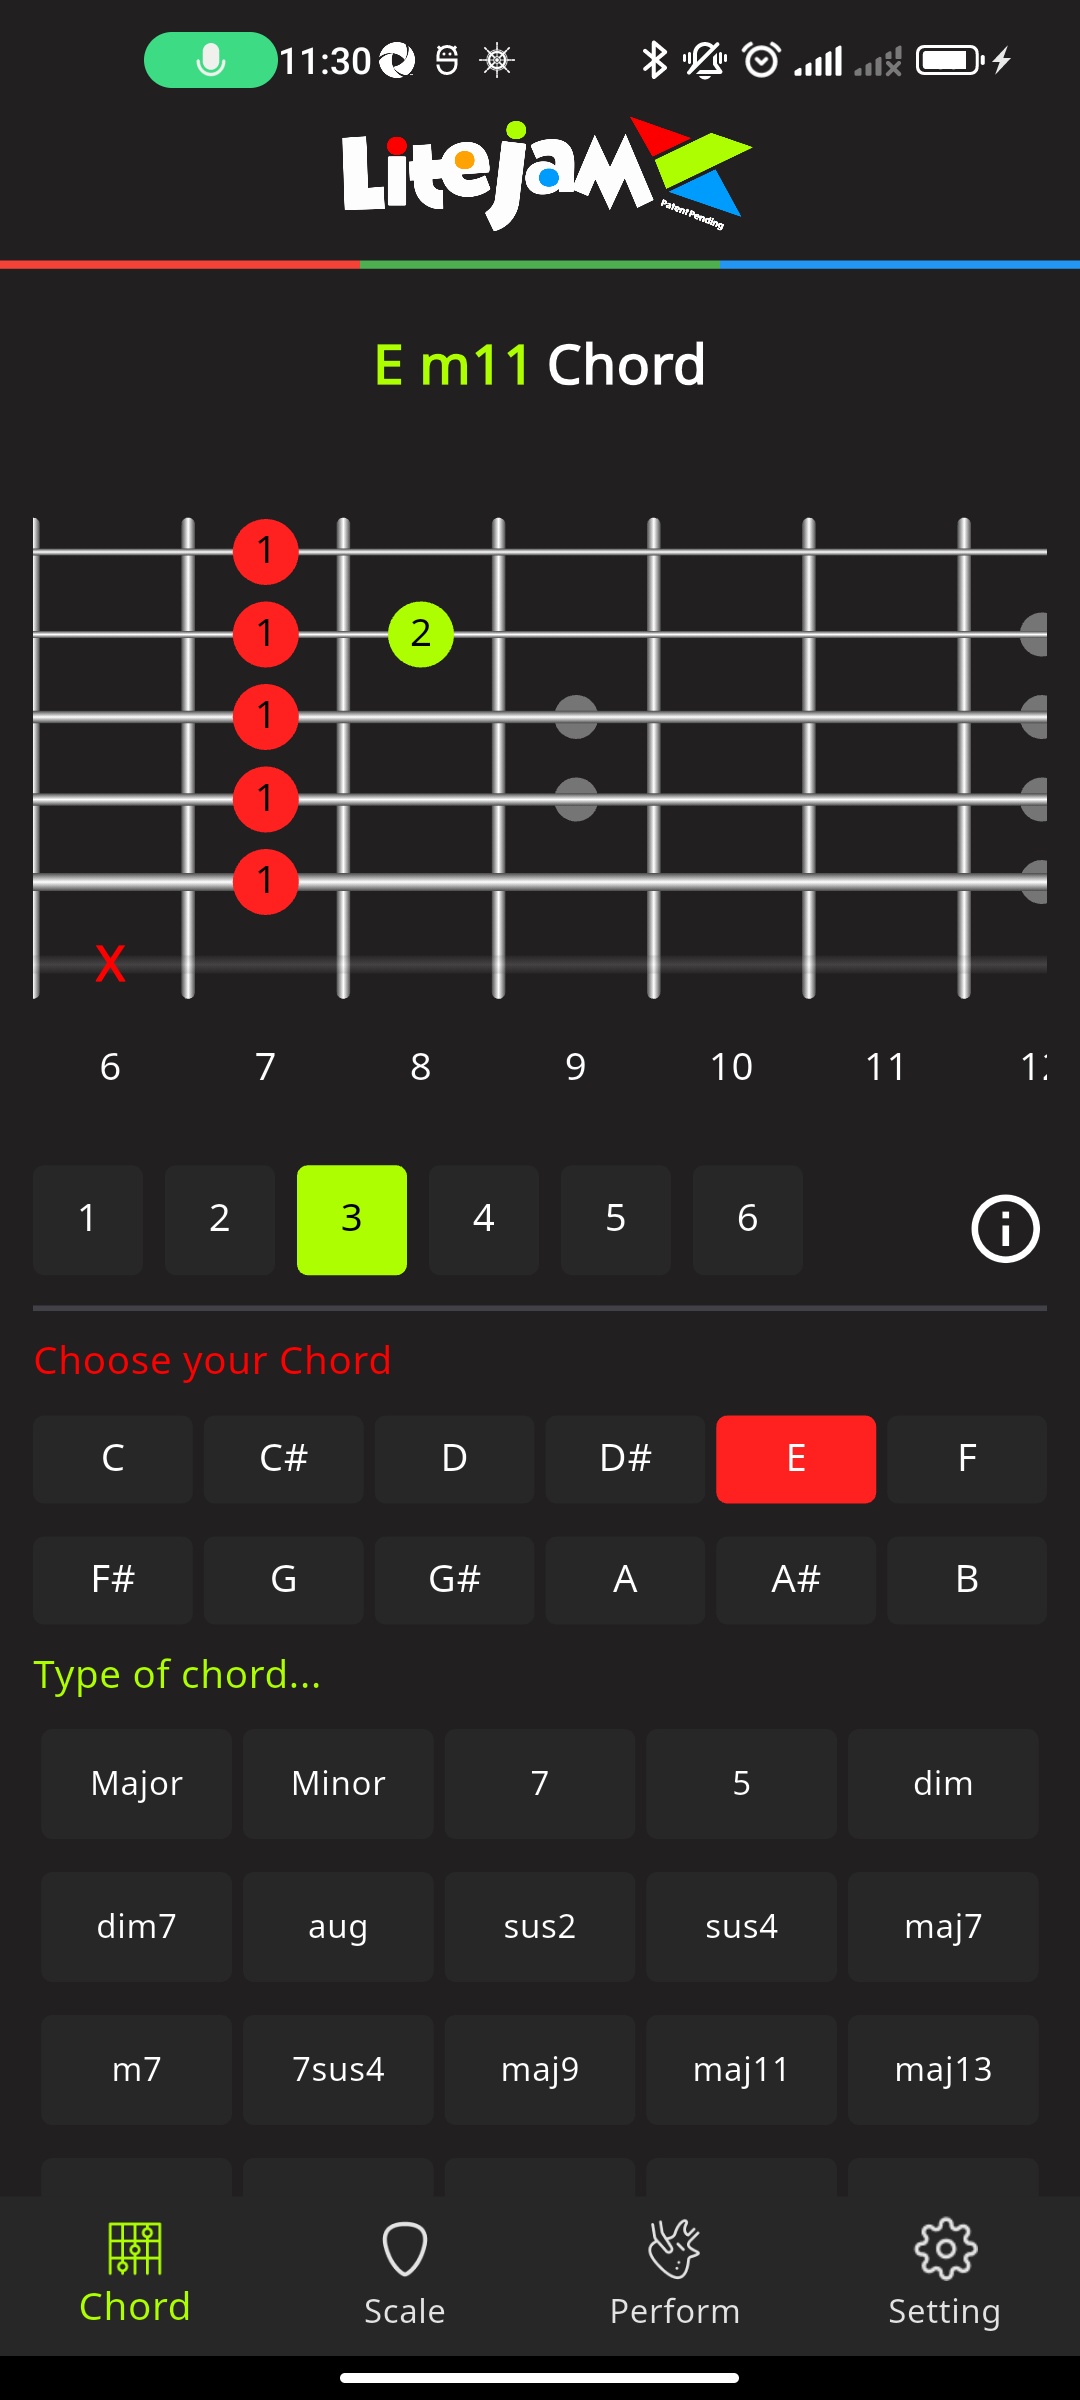 11:30
Litejam
Patent Pending
E m11 Chord
1
1 2
1
1
1
X
6 7 8 9 10 11
1 2 3 4 5 6
Choose your Chord
C C# D D# E F
F# G G# A A# B
Type of chord...
Major Minor 7 5 dim
dim7 aug sus2 sus4 maj7
m7 7sus4 maj9 maj11 maj13
Chord Scale Perform Setting